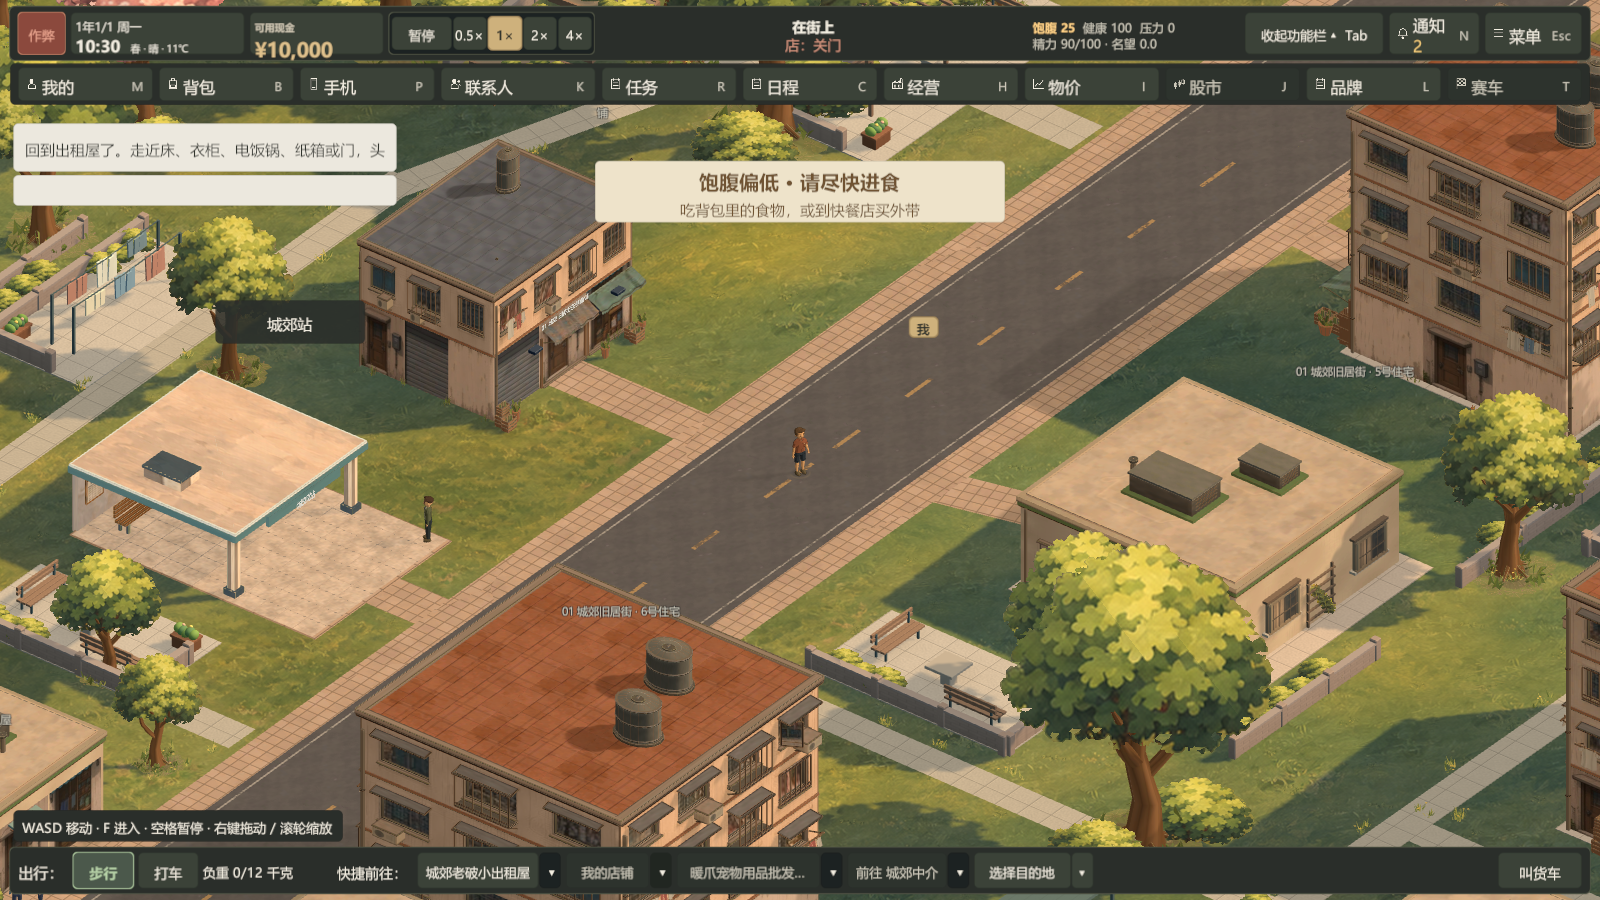 作弊
1年1/1 周一
10:30 春 · 晴 · 11℃
可用现金
¥10,000
暂停 0.5× 1× 2× 4×
在街上
店：关门
饱腹 25 健康 100 压力 0
精力 90/100 · 名望 0.0
收起功能栏 ▴ Tab
通知 2 N
菜单 Esc
我的 M
背包 B
手机 P
联系人 K
任务 R
日程 C
经营 H
物价 I
股市 J
品牌 L
赛车 T
回到出租屋了。走近床、衣柜、电饭锅、纸箱或门，头
饱腹偏低 · 请尽快进食
吃背包里的食物，或到快餐店买外带
城郊站
我
01 城郊旧居街 · 5号住宅
01 城郊旧居街 · 6号住宅
WASD 移动 · F 进入 · 空格暂停 · 右键拖动 / 滚轮缩放
出行： 步行 打车 负重 0/12 千克 快捷前往： 城郊老破小出租屋 ▾ 我的店铺 ▾ 暖爪宠物用品批发... ▾ 前往 城郊中介 ▾ 选择目的地 ▾ 叫货车